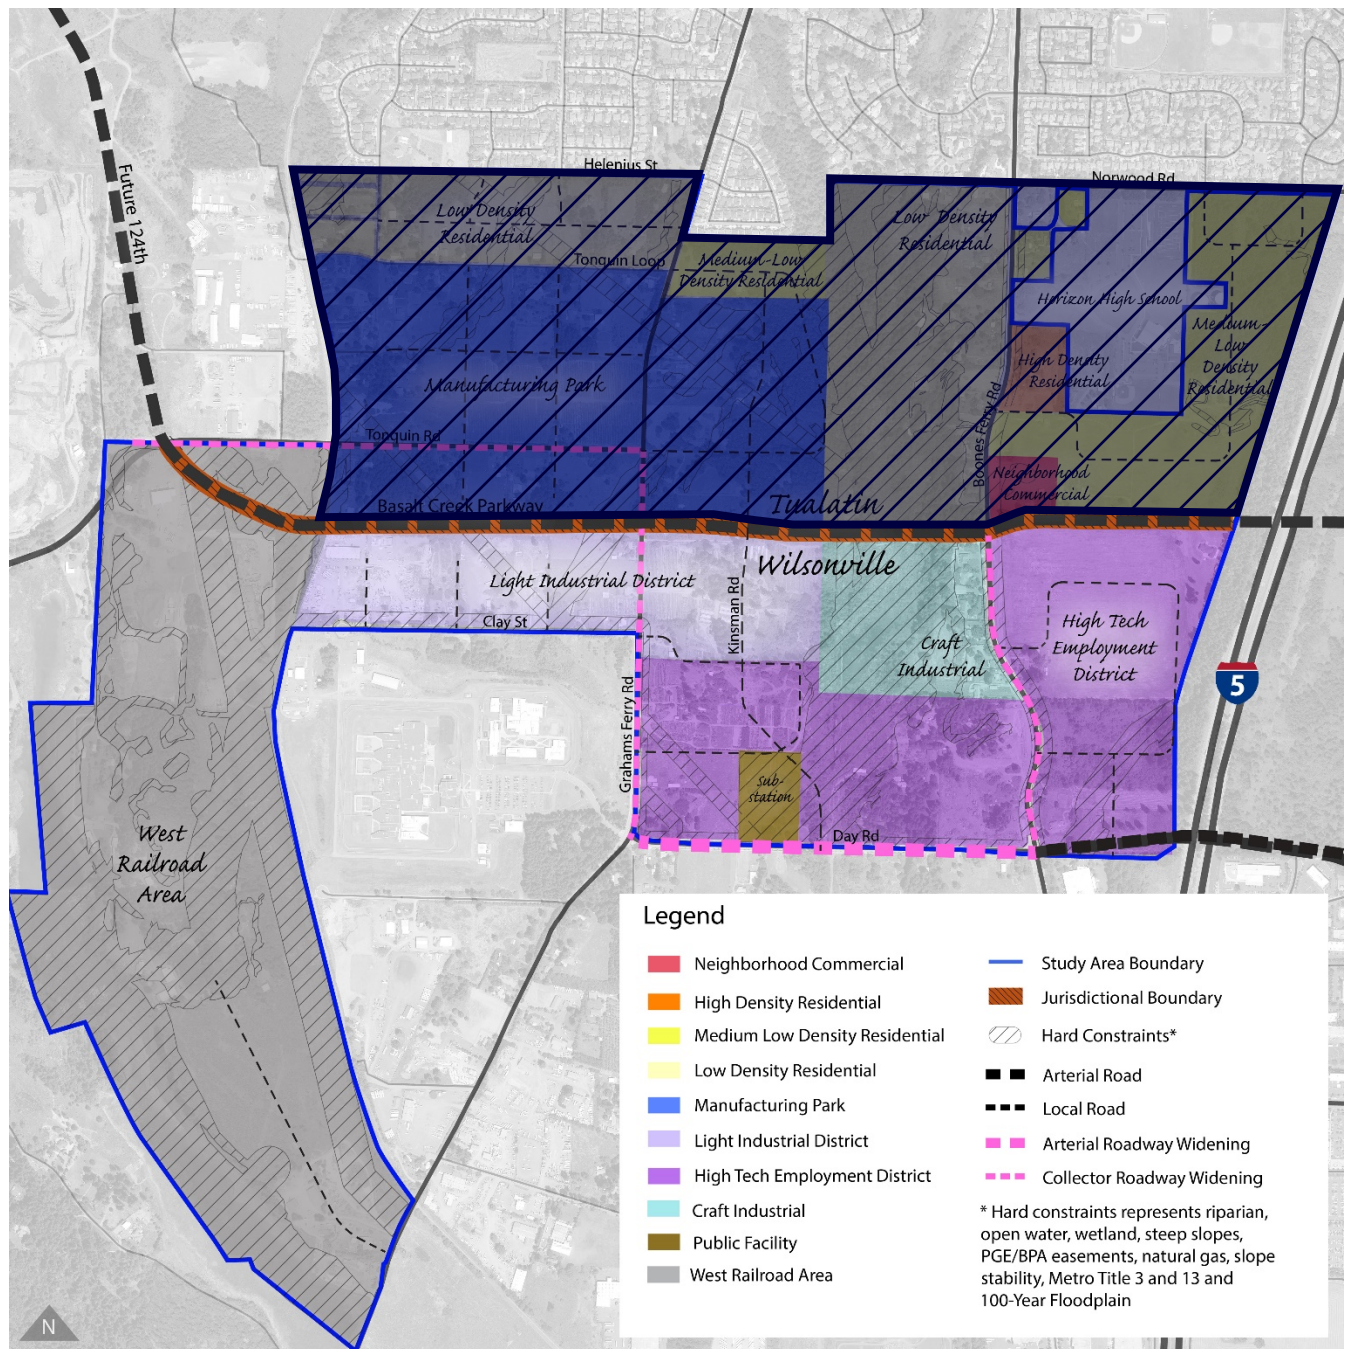 Helenius St
Norwood Rd
Future 124th
Low Density
Residential
Low Density
Residential
Tonquin Loop
Medium-Low
Density Residential
Horizon High School
Medium-
Low
Density
Residential
High Density
Residential
Manufacturing Park
Boones Ferry Rd
Tonquin Rd
Neighborhood
Commercial
Basalt Creek Parkway
Tualatin
Wilsonville
Light Industrial District
Kinsman Rd
Clay St
Craft
Industrial
High Tech
Employment
District
5
Grahams Ferry Rd
Sub-
station
Day Rd
West
Railroad
Area
Legend
Neighborhood Commercial
High Density Residential
Medium Low Density Residential
Low Density Residential
Manufacturing Park
Light Industrial District
High Tech Employment District
Craft Industrial
Public Facility
West Railroad Area
Study Area Boundary
Jurisdictional Boundary
Hard Constraints*
Arterial Road
Local Road
Arterial Roadway Widening
Collector Roadway Widening
* Hard constraints represents riparian,
open water, wetland, steep slopes,
PGE/BPA easements, natural gas, slope
stability, Metro Title 3 and 13 and
100-Year Floodplain
N